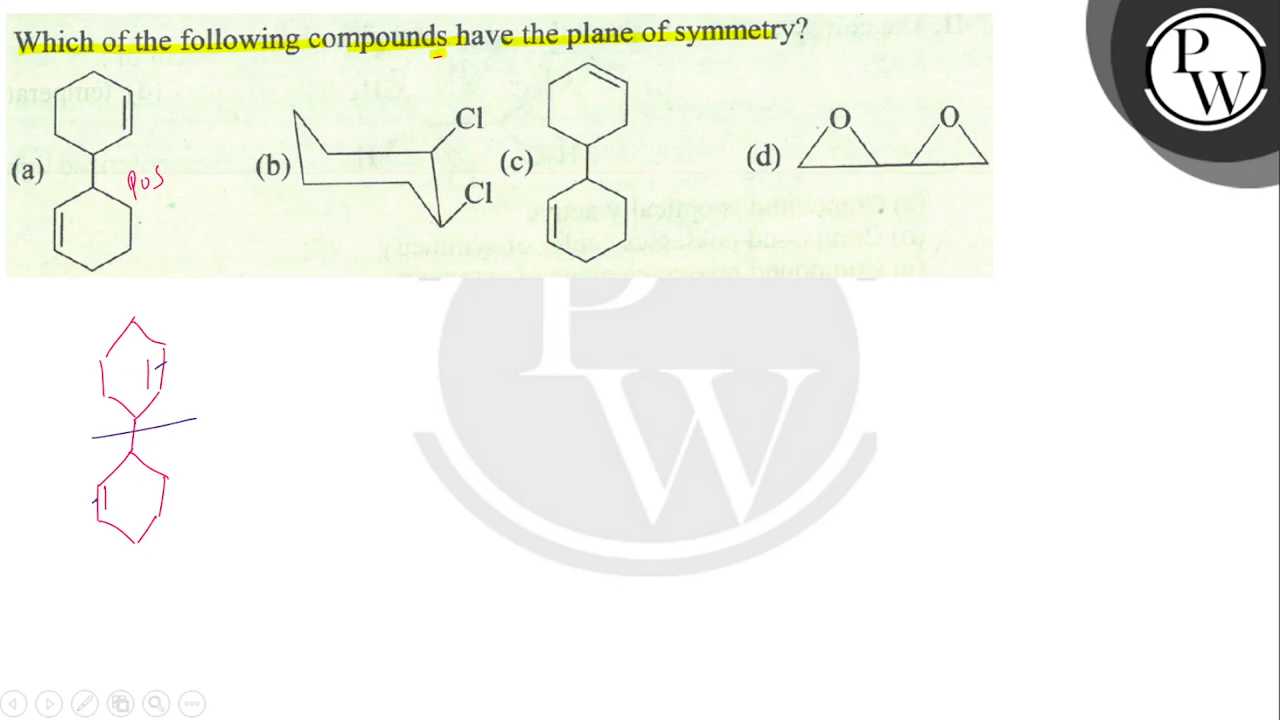 Which of the following compounds have the plane of symmetry?
(a)
POS
(b)
Cl
Cl
(c)
(d)
O
O
P
W
P
W